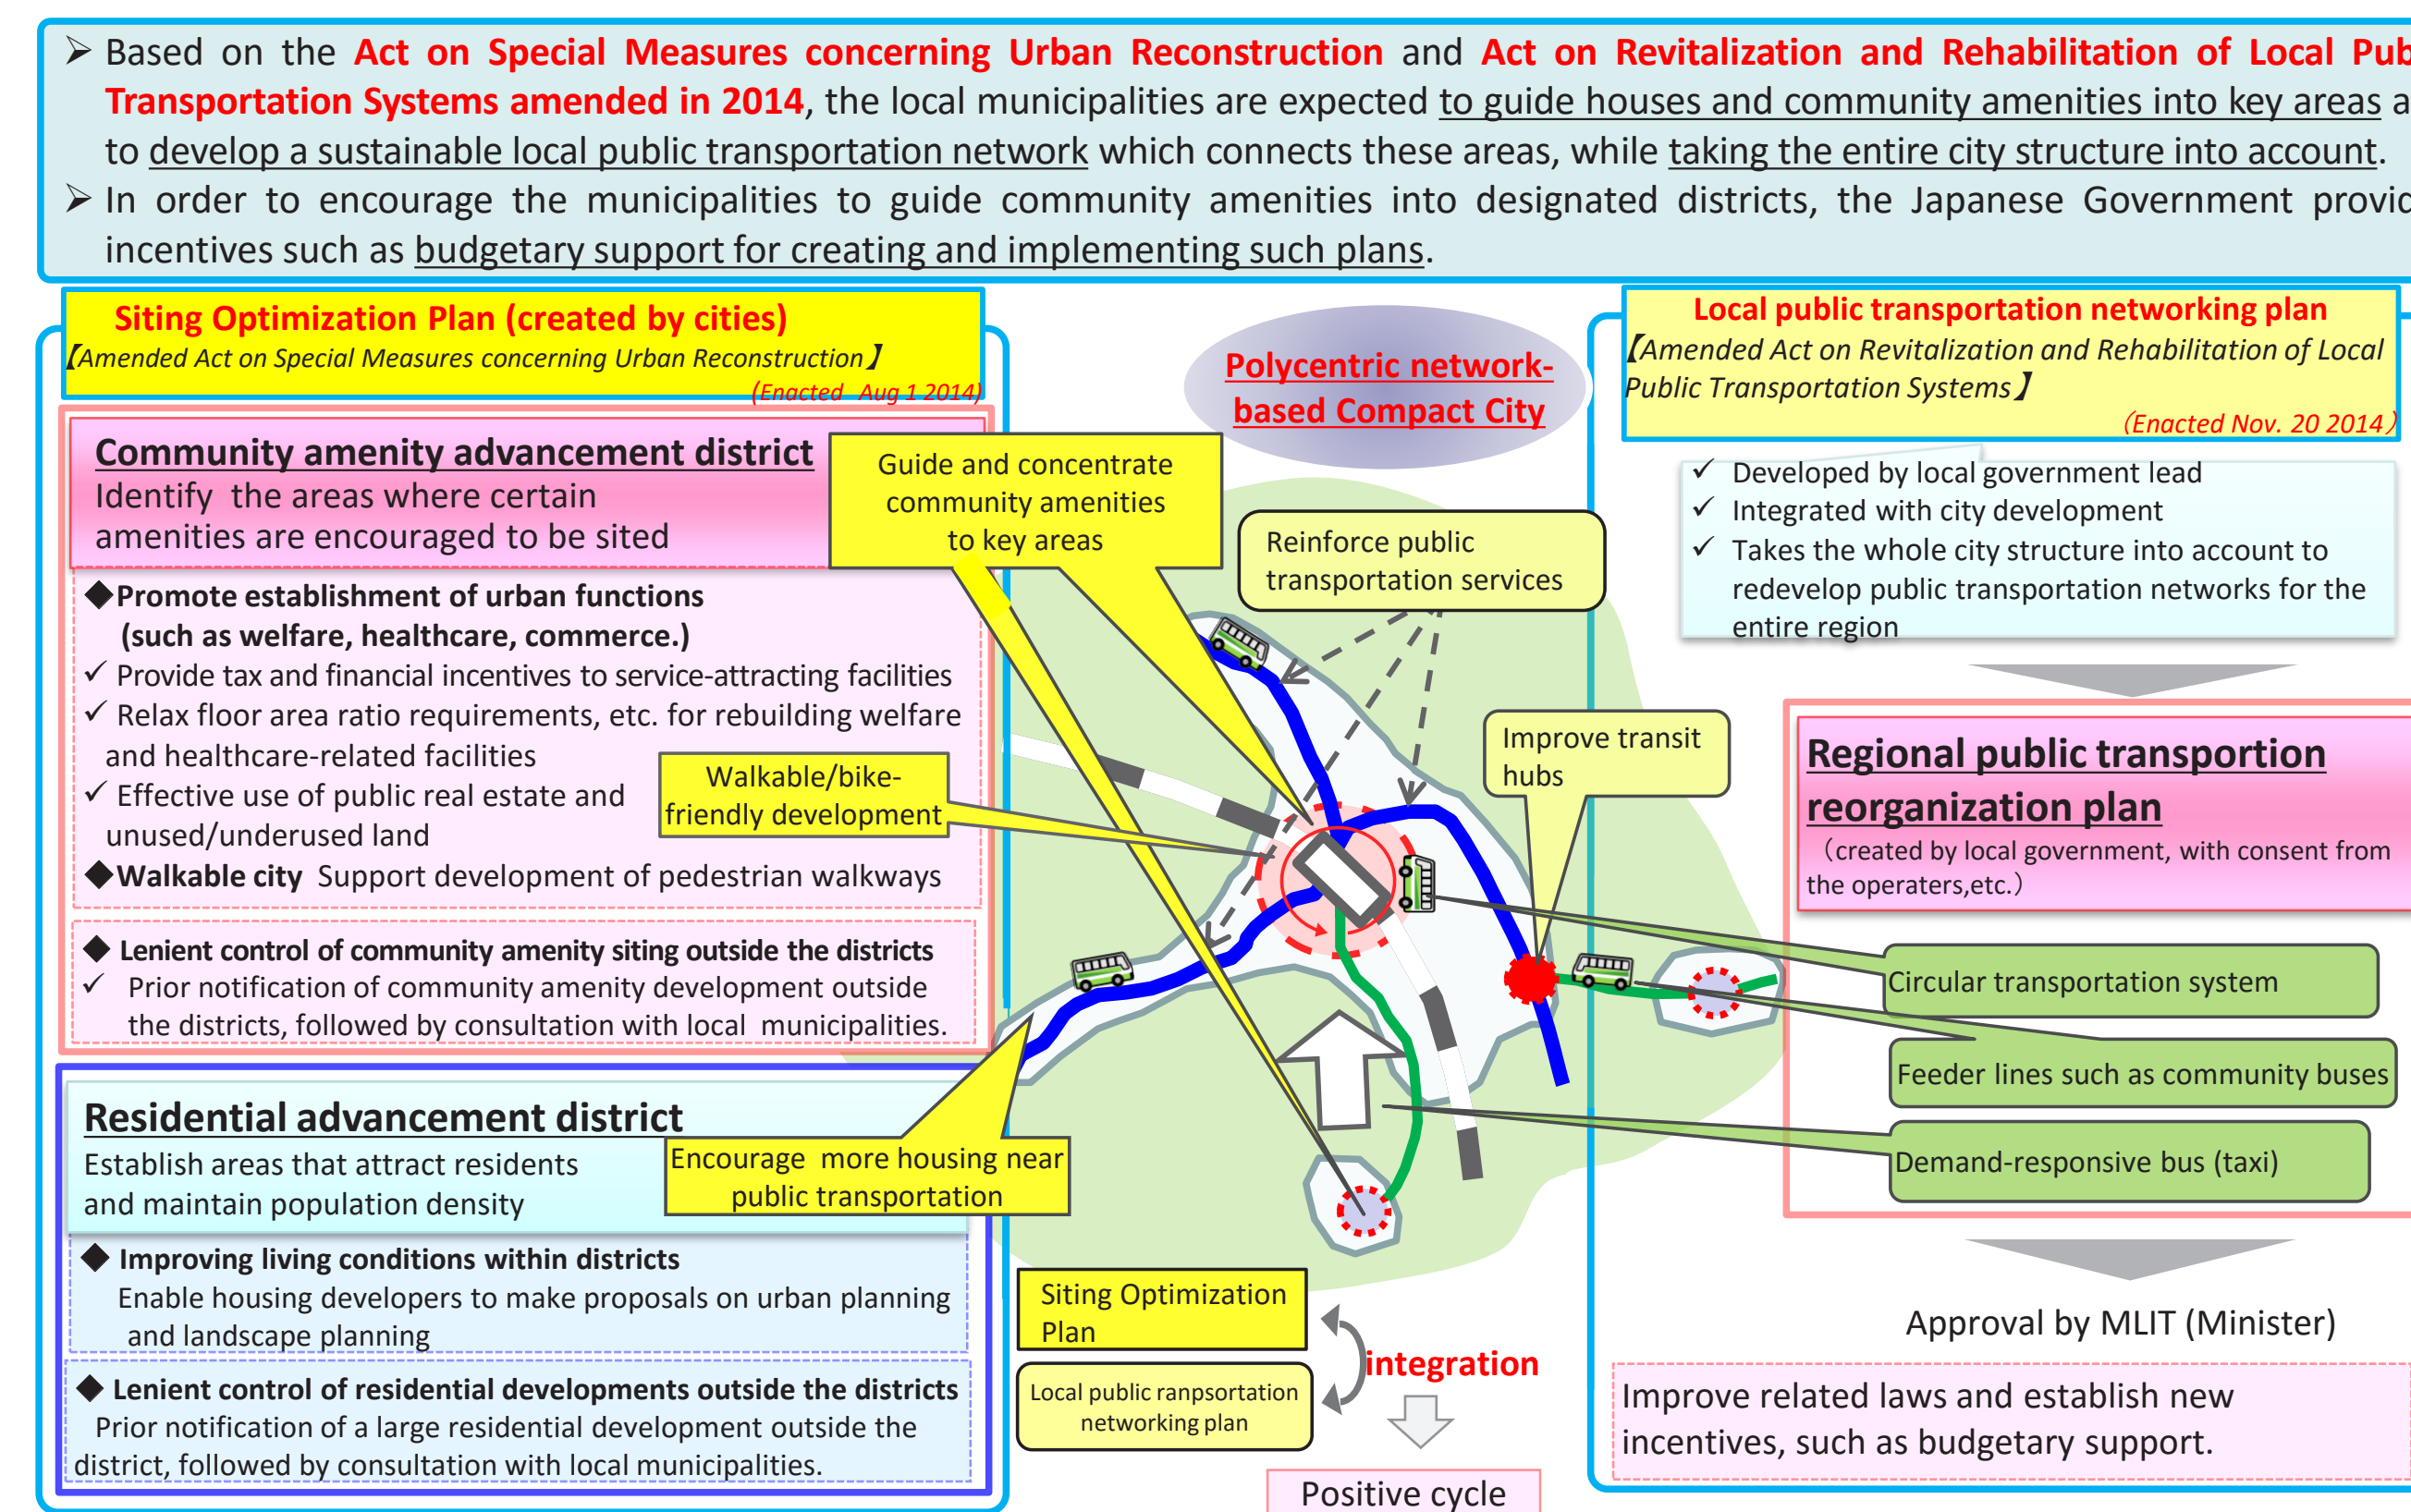 ➢ Based on the Act on Special Measures concerning Urban Reconstruction and Act on Revitalization and Rehabilitation of Local
Transportation Systems amended in 2014, the local municipalities are expected to guide houses and community amenities into key areas
to develop a sustainable local public transportation network which connects these areas, while taking the entire city structure into account.
➢ In order to encourage the municipalities to guide community amenities into designated districts, the Japanese Government
incentives such as budgetary support for creating and implementing such plans.
Siting Optimization Plan (created by cities)
【Amended Act on Special Measures concerning Urban Reconstruction】
(Enacted Aug 1 2014)
Community amenity advancement district
Identify the areas where certain
amenities are encouraged to be sited
◆Promote establishment of urban functions
(such as welfare, healthcare, commerce.)
✓ Provide tax and financial incentives to service-attracting facilities
✓ Relax floor area ratio requirements, etc. for rebuilding welfare
and healthcare-related facilities
✓ Effective use of public real estate and
unused/underused land
◆Walkable city Support development of pedestrian walkways
◆ Lenient control of community amenity siting outside the districts
✓ Prior notification of community amenity development outside
the districts, followed by consultation with local municipalities.
Residential advancement district
Establish areas that attract residents
and maintain population density
◆ Improving living conditions within districts
Enable housing developers to make proposals on urban planning
and landscape planning
◆ Lenient control of residential developments outside the districts
Prior notification of a large residential development outside the
district, followed by consultation with local municipalities.
Polycentric network-
based Compact City
Guide and concentrate
community amenities
to key areas
Reinforce public
transportation services
Walkable/bike-
friendly development
Improve transit
hubs
Encourage more housing near
public transportation
Siting Optimization
Plan
Local public ranpsortation
networking plan
integration
Positive cycle
Local public transportation networking plan
【Amended Act on Revitalization and Rehabilitation of Local
Public Transportation Systems】
（Enacted Nov. 20 2014）
✓ Developed by local government lead
✓ Integrated with city development
✓ Takes the whole city structure into account to
redevelop public transportation networks for the
entire region
Regional public transportion
reorganization plan
（created by local government, with consent from
the operaters,etc.）
Circular transportation system
Feeder lines such as community buses
Demand-responsive bus (taxi)
Approval by MLIT (Minister)
Improve related laws and establish new
incentives, such as budgetary support.